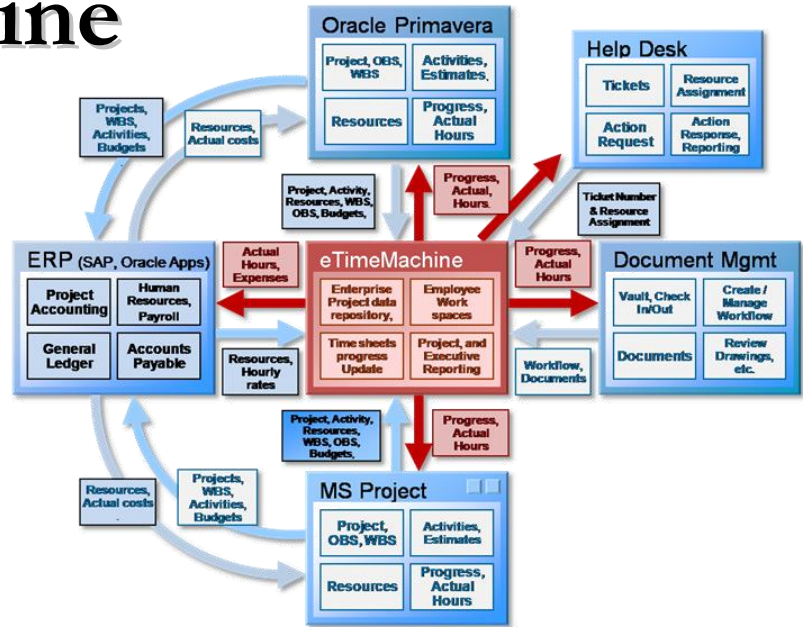 ine
Oracle Primavera
Project, OBS,
WBS
Activities,
Estimates,
Resources
Progress,
Actual
Hours
Help Desk
Tickets
Resource
Assignment
Action
Request
Action
Response,
Reporting
Projects,
WBS,
Activities,
Budgets
Resources,
Actual costs
Project, Activity,
Resources, WBS,
OBS, Budgets,
Progress,
Actual,
Hours.
Ticket Number
& Resource
Assignment
ERP (SAP, Oracle Apps)
Project
Accounting
Human
Resources,
Payroll
General
Ledger
Accounts
Payable
Actual
Hours,
Expenses
Resources,
Hourly
rates
eTimeMachine
Enterprise
Project data
repository,
Employee
Work
spaces
Time sheets
progress
Update
Project, and
Executive
Reporting
Progress,
Actual
Hours
Workflow,
Documents
Document Mgmt
Vault, Check
In/Out
Create /
Manage
Workflow
Documents
Review
Drawings,
etc.
Project, Activity,
Resources,
WBS, OBS,
Budgets,
Progress,
Actual
Hours
Resources,
Actual costs
.
Projects,
WBS,
Activities,
Budgets
MS Project
Project,
OBS, WBS
Activities,
Estimates
Resources
Progress,
Actual
Hours